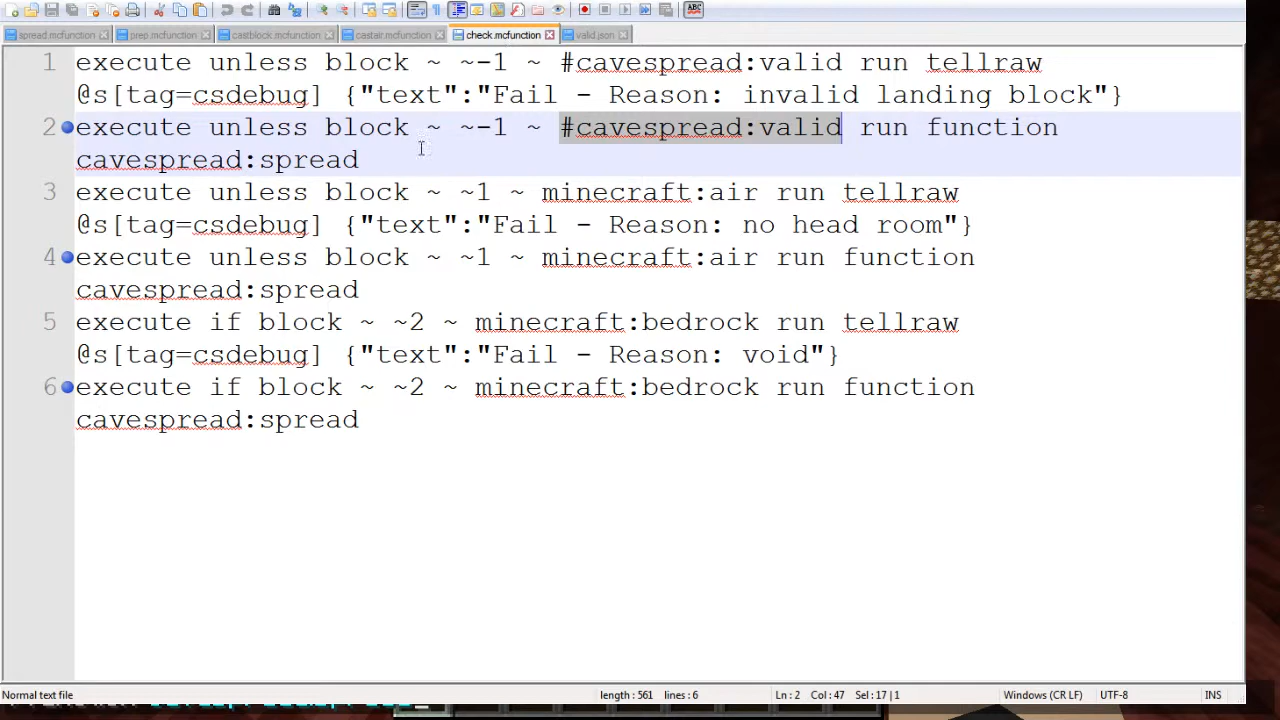 spread.mcfunction prep.mcfunction castblock.mcfunction castair.mcfunction check.mcfunction valid.json
1 execute unless block ~ ~-1 ~ #cavespread:valid run tellraw
@s[tag=csdebug] {"text":"Fail - Reason: invalid landing block"}
2 execute unless block ~ ~-1 ~ #cavespread:valid run function
cavespread:spread
3 execute unless block ~ ~1 ~ minecraft:air run tellraw
@s[tag=csdebug] {"text":"Fail - Reason: no head room"}
4 execute unless block ~ ~1 ~ minecraft:air run function
cavespread:spread
5 execute if block ~ ~2 ~ minecraft:bedrock run tellraw
@s[tag=csdebug] {"text":"Fail - Reason: void"}
6 execute if block ~ ~2 ~ minecraft:bedrock run function
cavespread:spread
Normal text file length : 561 lines : 6 Ln : 2 Col : 47 Sel : 17 | 1 Windows (CR LF) UTF-8 INS